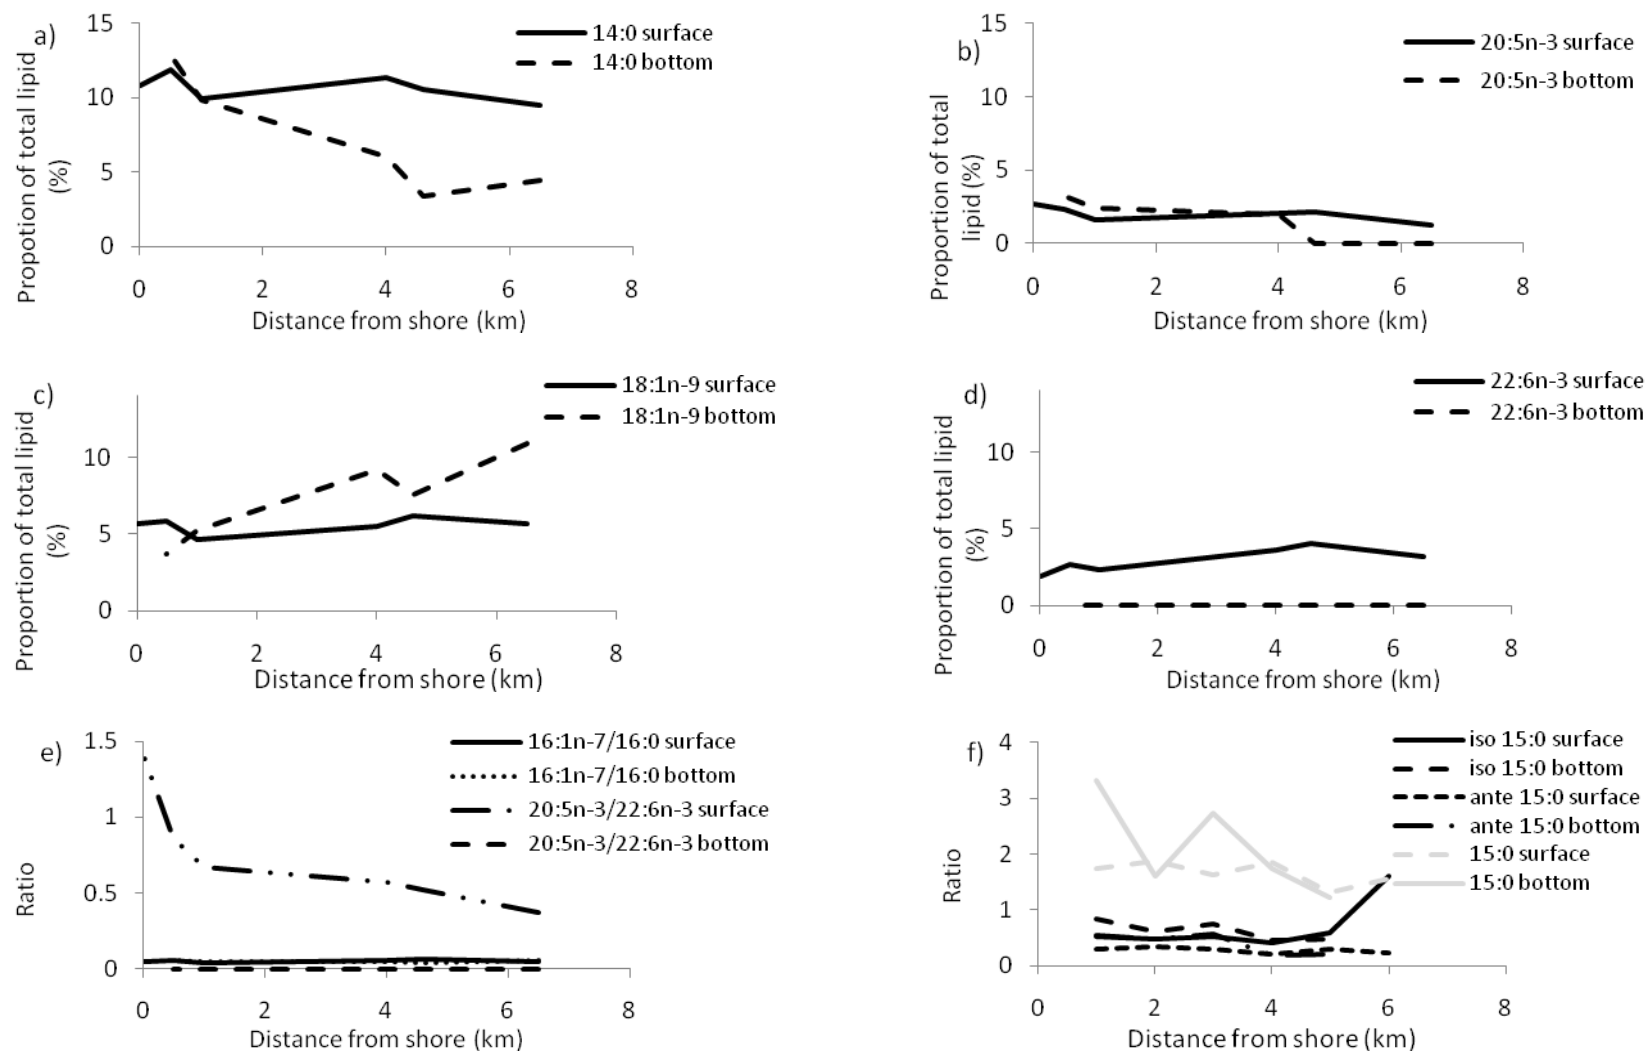 a)
15
10
5
0
Propotion of total lipid
(%)
0 2 4 6 8
Distance from shore (km)
14:0 surface
14:0 bottom
b)
15
10
5
0
Proportion of total
lipid (%)
0 2 4 6 8
Distance from shore (km)
20:5n-3 surface
20:5n-3 bottom
c)
10
5
0
Proportion of total lipid
(%)
0 2 4 6 8
Distance from shore (km)
18:1n-9 surface
18:1n-9 bottom
d)
10
5
0
Proportion of total lipid
(%)
0 2 4 6 8
Distance from shore (km)
22:6n-3 surface
22:6n-3 bottom
e)
1.5
1
0.5
0
Ratio
0 2 4 6 8
Distance from shore (km)
16:1n-7/16:0 surface
16:1n-7/16:0 bottom
20:5n-3/22:6n-3 surface
20:5n-3/22:6n-3 bottom
f)
4
3
2
1
0
Ratio
0 2 4 6 8
Distance from shore (km)
iso 15:0 surface
iso 15:0 bottom
ante 15:0 surface
ante 15:0 bottom
15:0 surface
15:0 bottom